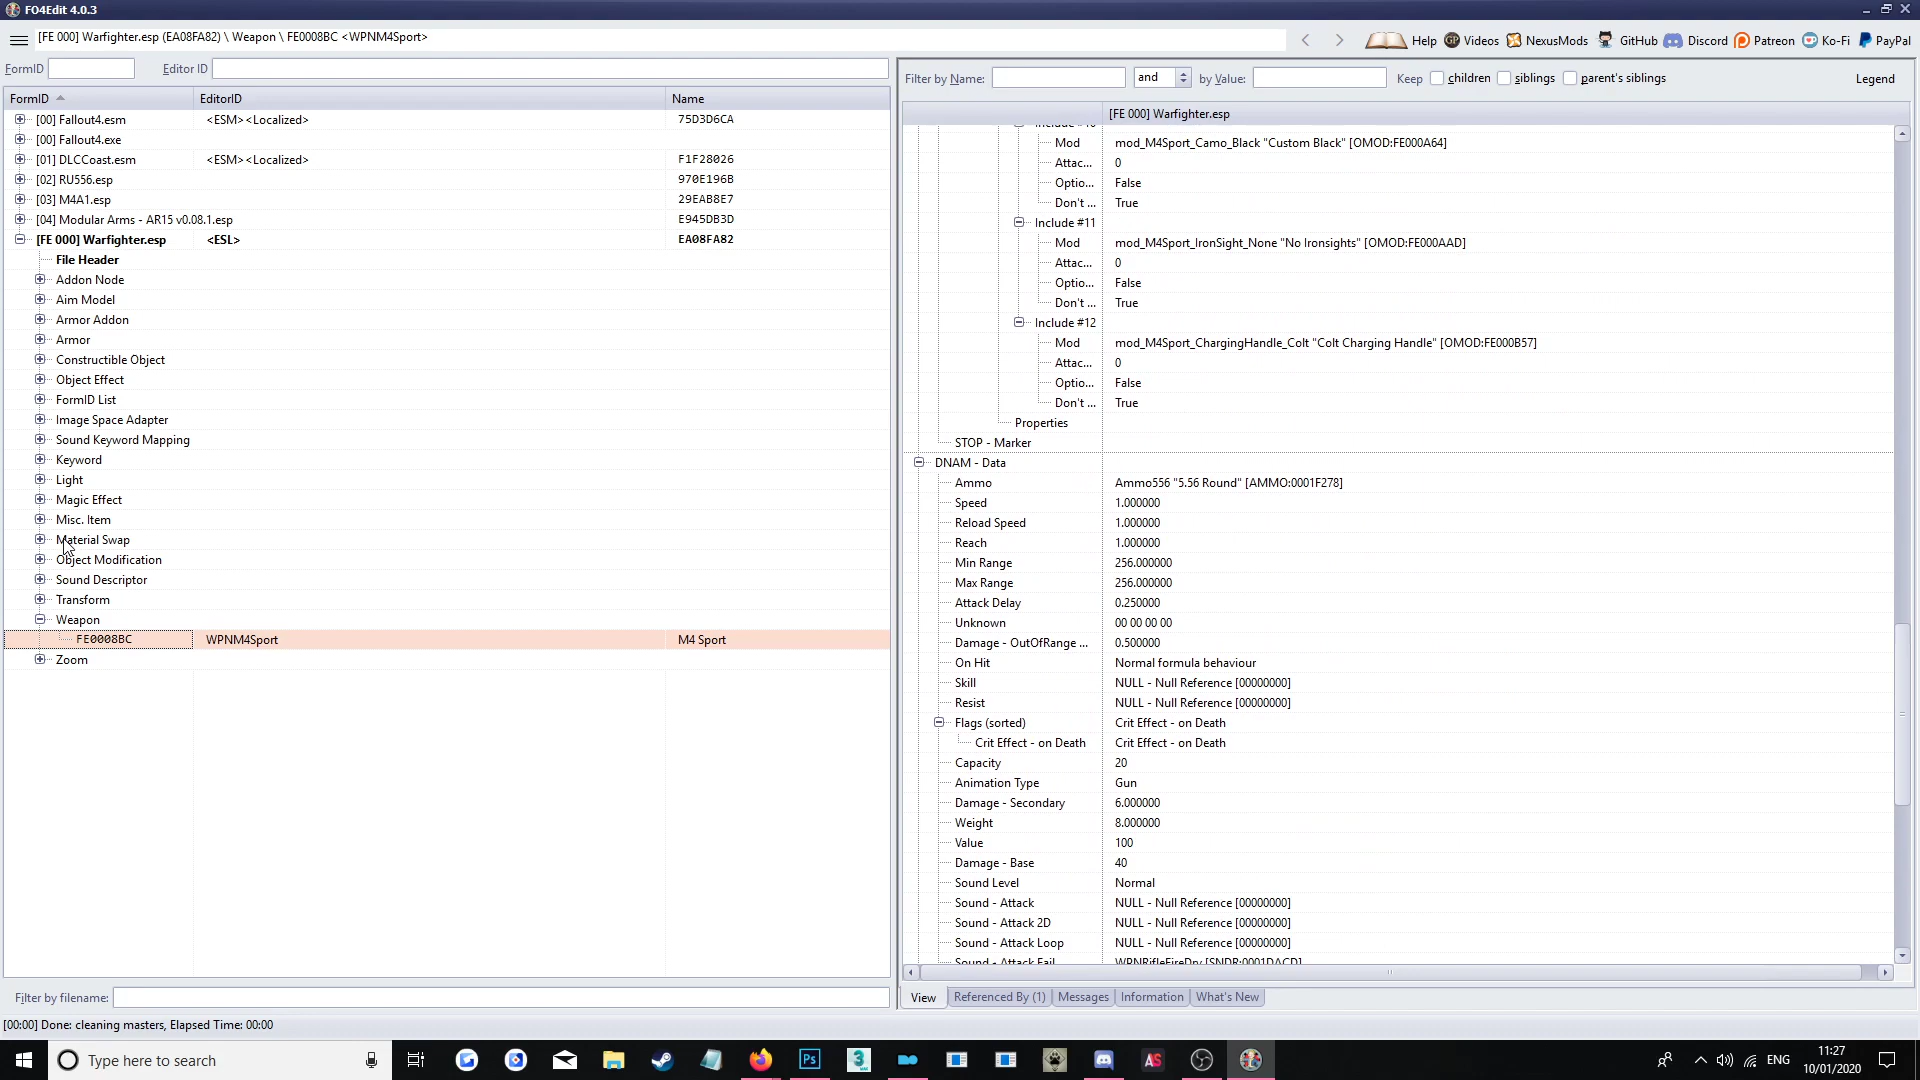 FO4Edit 4.0.3
[FE 000] Warfighter.esp (EA08FA82) \ Weapon \ FE0008BC <WPNM4Sport>
Help Videos NexusMods GitHub Discord Patreon Ko-Fi PayPal
FormID Editor ID
FormID EditorID Name
[00] Fallout4.esm <ESM><Localized> 75D3D6CA
[00] Fallout4.exe
[01] DLCCoast.esm <ESM><Localized> F1F28026
[02] RU556.esp 970E196B
[03] M4A1.esp 29EAB8E7
[04] Modular Arms - AR15 v0.08.1.esp E945DB3D
[FE 000] Warfighter.esp <ESL> EA08FA82
File Header
Addon Node
Aim Model
Armor Addon
Armor
Constructible Object
Object Effect
FormID List
Image Space Adapter
Sound Keyword Mapping
Keyword
Light
Magic Effect
Misc. Item
Material Swap
Object Modification
Sound Descriptor
Transform
Weapon
FE0008BC WPNM4Sport M4 Sport
Zoom
Filter by filename:
[00:00] Done: cleaning masters, Elapsed Time: 00:00
Filter by Name: and by Value: Keep children siblings parent's siblings Legend
[FE 000] Warfighter.esp
Include #10
Mod mod_M4Sport_Camo_Black "Custom Black" [OMOD:FE000A64]
Attac... 0
Optio... False
Don't ... True
Include #11
Mod mod_M4Sport_IronSight_None "No Ironsights" [OMOD:FE000AAD]
Attac... 0
Optio... False
Don't ... True
Include #12
Mod mod_M4Sport_ChargingHandle_Colt "Colt Charging Handle" [OMOD:FE000B57]
Attac... 0
Optio... False
Don't ... True
Properties
STOP - Marker
DNAM - Data
Ammo Ammo556 "5.56 Round" [AMMO:0001F278]
Speed 1.000000
Reload Speed 1.000000
Reach 1.000000
Min Range 256.000000
Max Range 256.000000
Attack Delay 0.250000
Unknown 00 00 00 00
Damage - OutOfRange ... 0.500000
On Hit Normal formula behaviour
Skill NULL - Null Reference [00000000]
Resist NULL - Null Reference [00000000]
Flags (sorted) Crit Effect - on Death
Crit Effect - on Death Crit Effect - on Death
Capacity 20
Animation Type Gun
Damage - Secondary 6.000000
Weight 8.000000
Value 100
Damage - Base 40
Sound Level Normal
Sound - Attack NULL - Null Reference [00000000]
Sound - Attack 2D NULL - Null Reference [00000000]
Sound - Attack Loop NULL - Null Reference [00000000]
Sound - Attack Fail WPNRifleFireDry [SNDR:0001DACD]
View Referenced By (1) Messages Information What's New
Type here to search
Ps
3
AS
ENG
11:27
10/01/2020